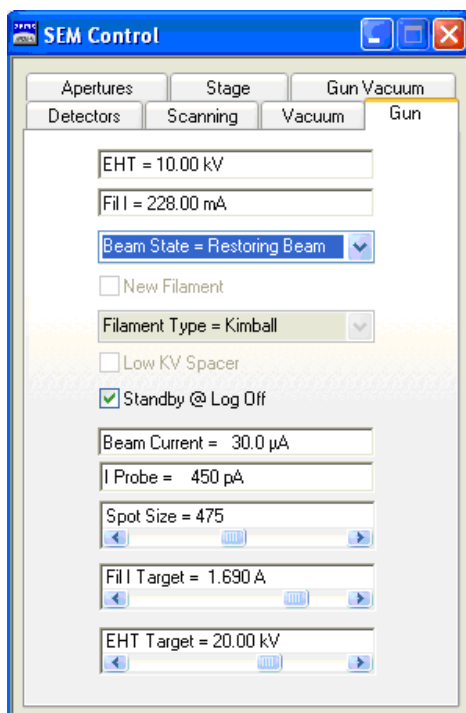 SEM Control
Apertures Stage Gun Vacuum
Detectors Scanning Vacuum Gun
EHT = 10.00 kV
Fil I = 228.00 mA
Beam State = Restoring Beam
New Filament
Filament Type = Kimball
Low KV Spacer
Standby @ Log Off
Beam Current = 30.0 µA
I Probe = 450 pA
Spot Size = 475
Fil I Target = 1.690 A
EHT Target = 20.00 kV